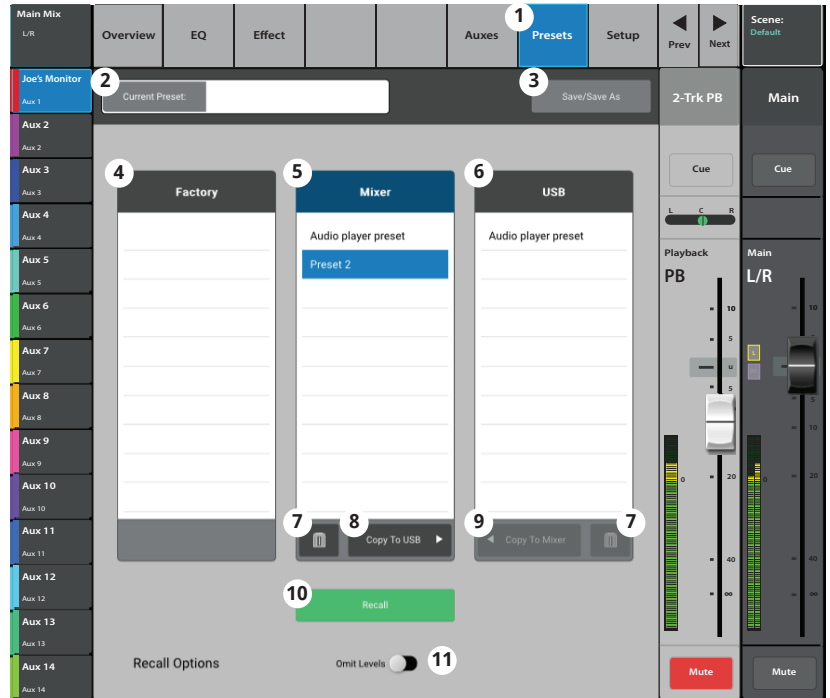 Main Mix
L/R
Overview
EQ
Effect
Auxes
1
Presets
Setup
Prev
Next
Scene:
Default
Joe's Monitor
Aux 1
Aux 2
Aux 2
Aux 3
Aux 3
Aux 4
Aux 4
Aux 5
Aux 5
Aux 6
Aux 6
Aux 7
Aux 7
Aux 8
Aux 8
Aux 9
Aux 9
Aux 10
Aux 10
Aux 11
Aux 11
Aux 12
Aux 12
Aux 13
Aux 13
Aux 14
Aux 14
2
Current Preset:
3
Save/Save As
4
Factory
5
Mixer
Audio player preset
Preset 2
6
USB
Audio player preset
7
8
Copy To USB
9
Copy To Mixer
7
10
Recall
Recall Options
Omit Levels
11
2-Trk PB
Cue
L C R
Playback
PB
10
5
U
5
0
20
40
∞
Mute
Main
Cue
Main
L/R
10
L
5
10
0
20
40
∞
Mute